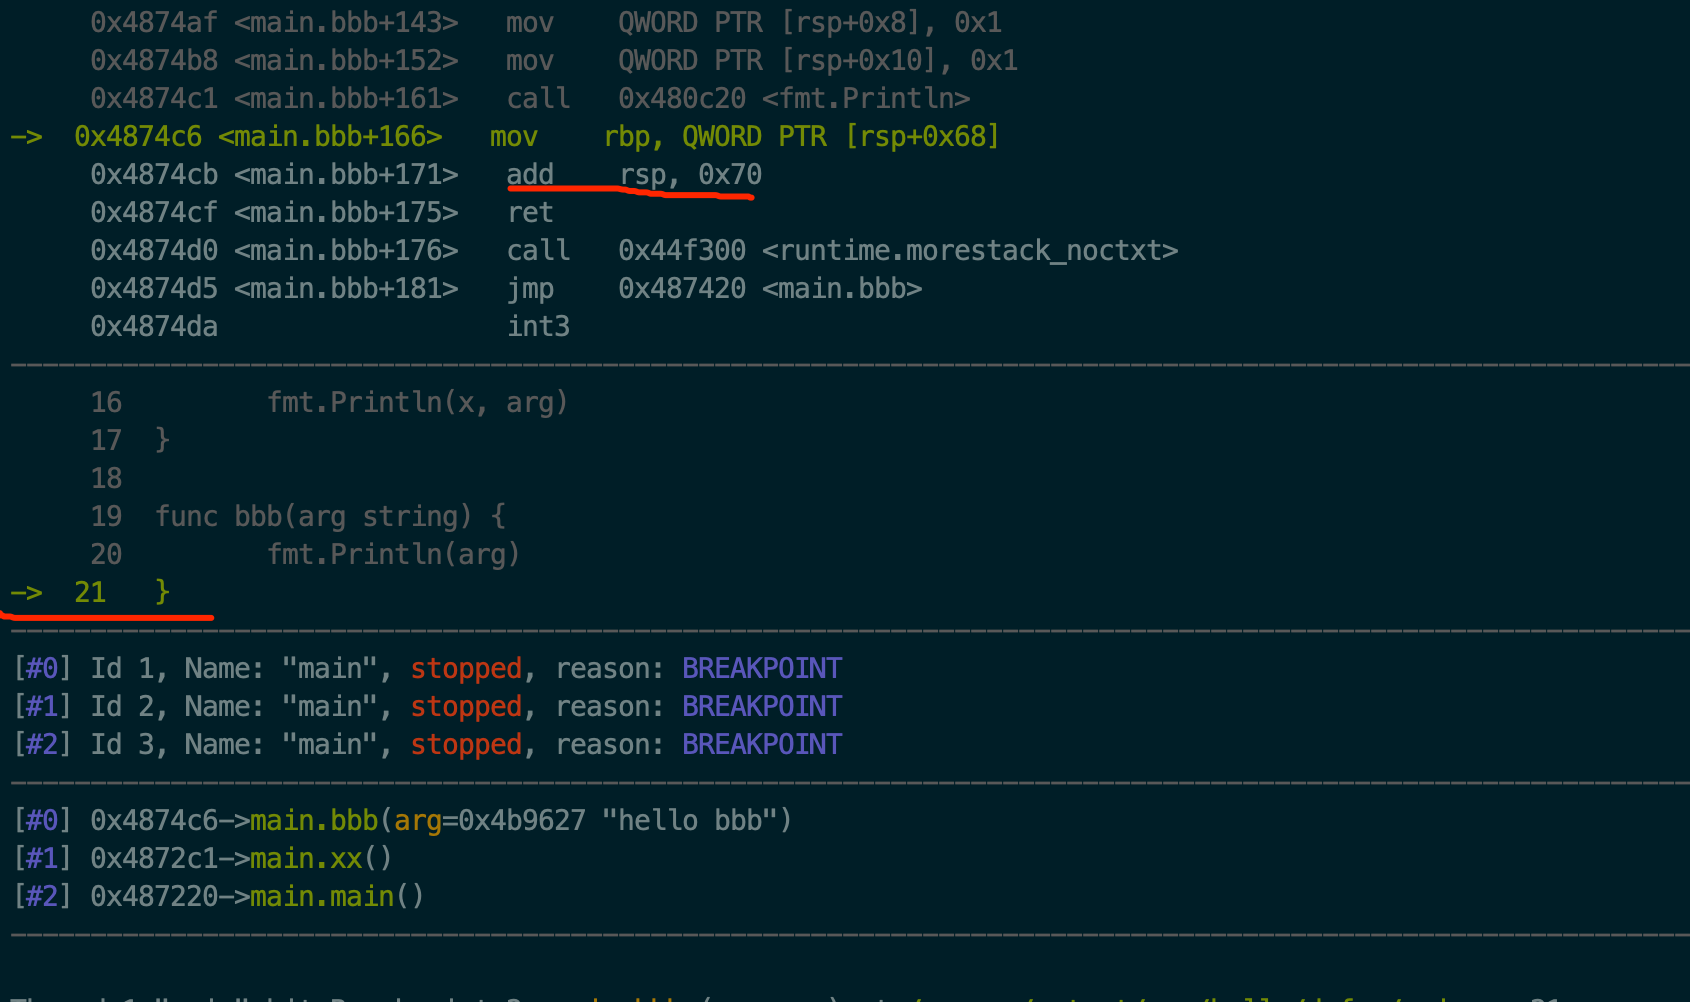 0x4874af <main.bbb+143> mov QWORD PTR [rsp+0x8], 0x1
0x4874b8 <main.bbb+152> mov QWORD PTR [rsp+0x10], 0x1
0x4874c1 <main.bbb+161> call 0x480c20 <fmt.Println>
-> 0x4874c6 <main.bbb+166> mov rbp, QWORD PTR [rsp+0x68]
0x4874cb <main.bbb+171> add rsp, 0x70
0x4874cf <main.bbb+175> ret
0x4874d0 <main.bbb+176> call 0x44f300 <runtime.morestack_noctxt>
0x4874d5 <main.bbb+181> jmp 0x487420 <main.bbb>
0x4874da int3
16 fmt.Println(x, arg)
17 }
18
19 func bbb(arg string) {
20 fmt.Println(arg)
-> 21 }
[#0] Id 1, Name: "main", stopped, reason: BREAKPOINT
[#1] Id 2, Name: "main", stopped, reason: BREAKPOINT
[#2] Id 3, Name: "main", stopped, reason: BREAKPOINT
[#0] 0x4874c6->main.bbb(arg=0x4b9627 "hello bbb")
[#1] 0x4872c1->main.xx()
[#2] 0x487220->main.main()